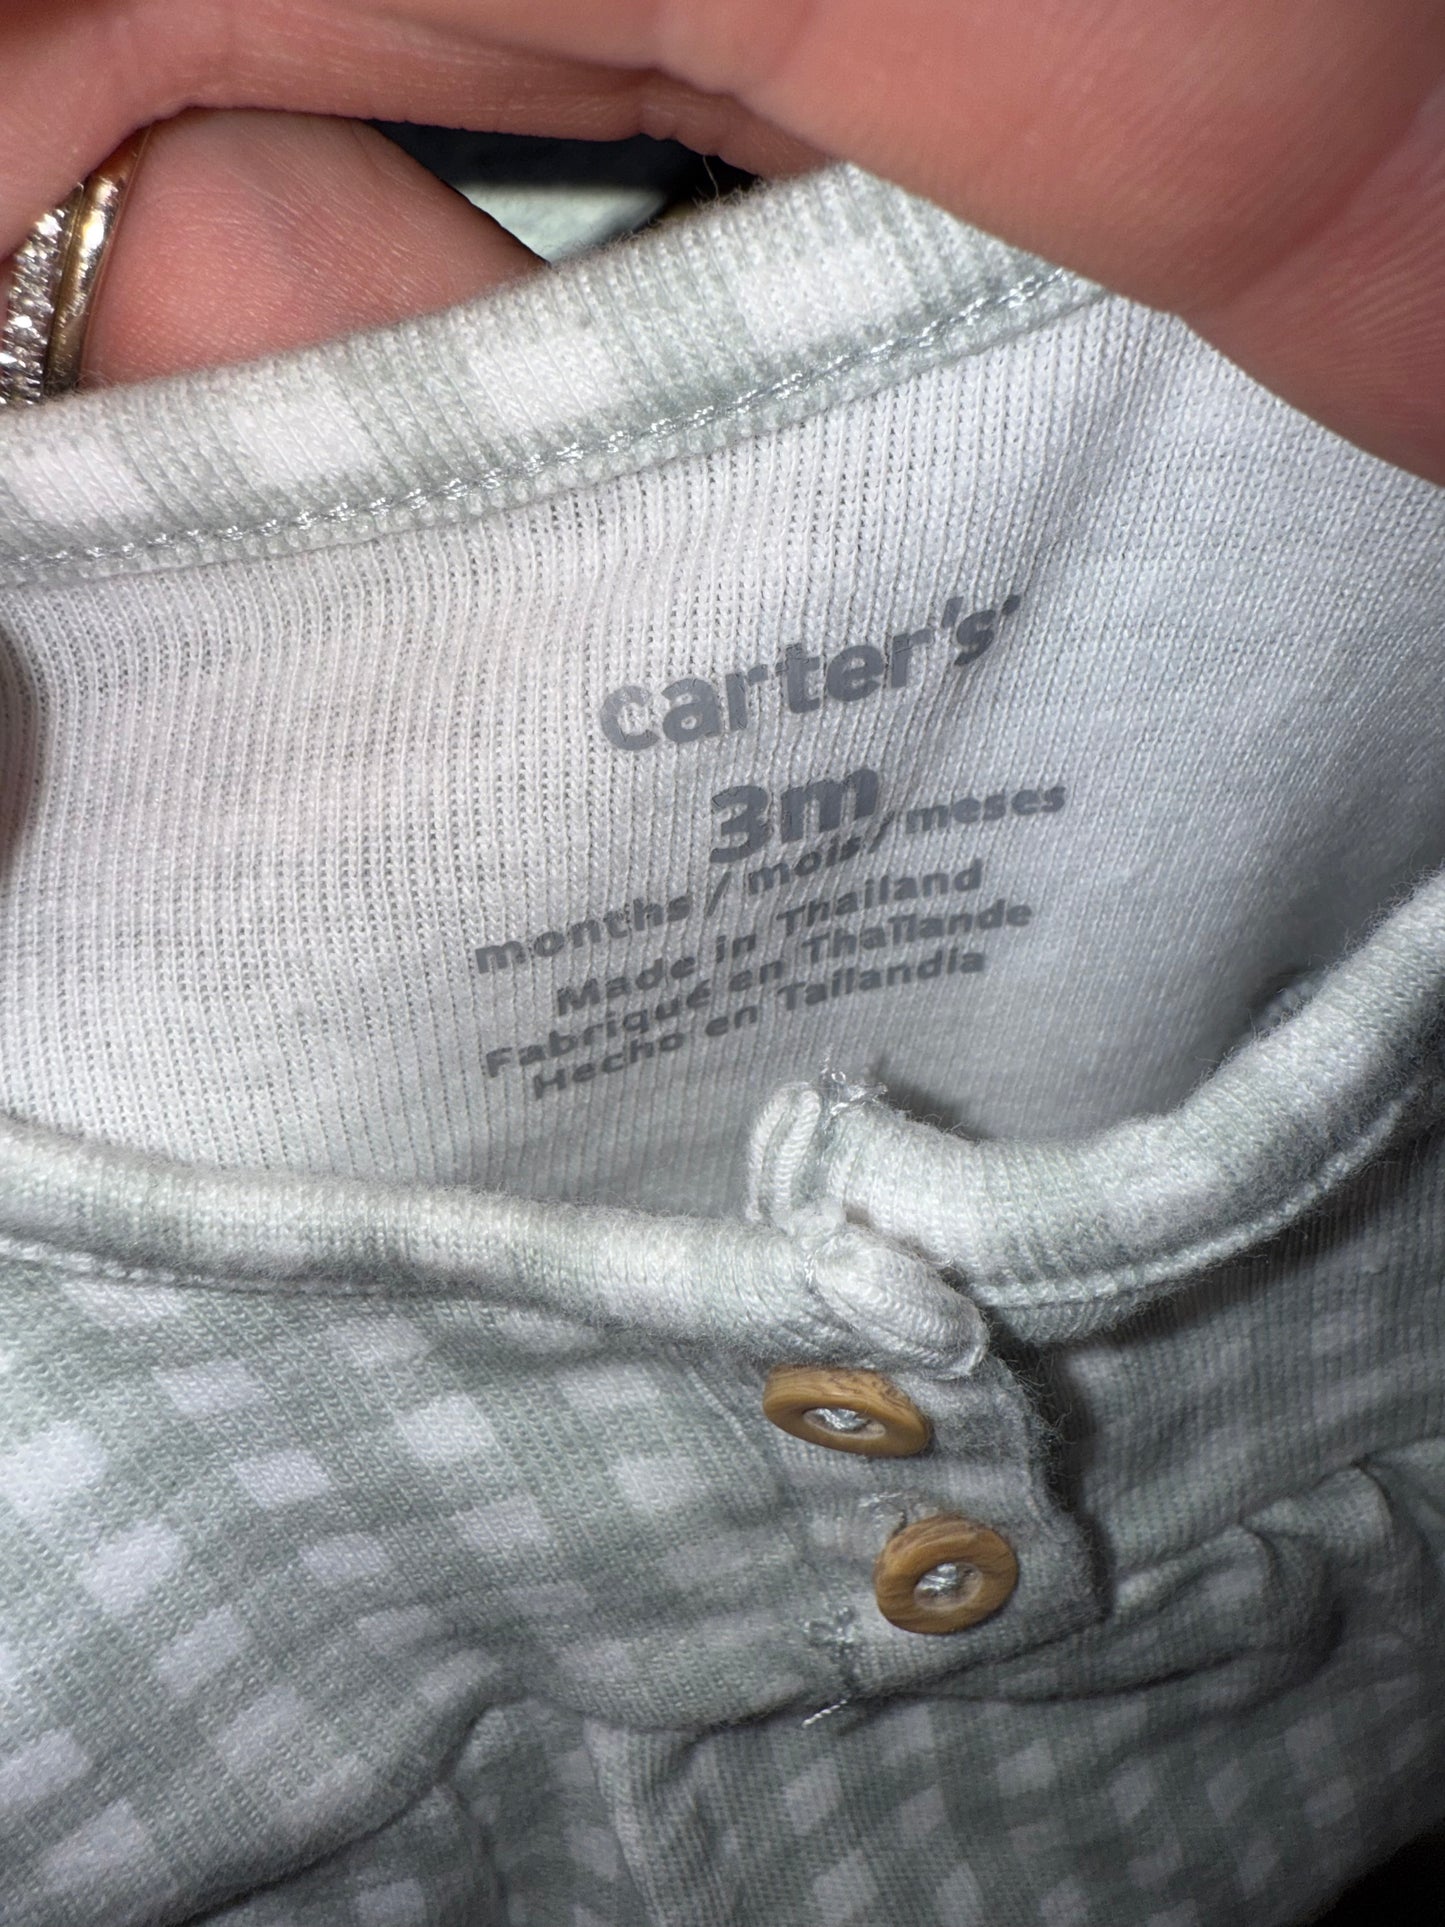 carter's
3m
months / mois / meses
Made in Thailand
Fabriqué en Thaïlande
Hecho en Tailandia